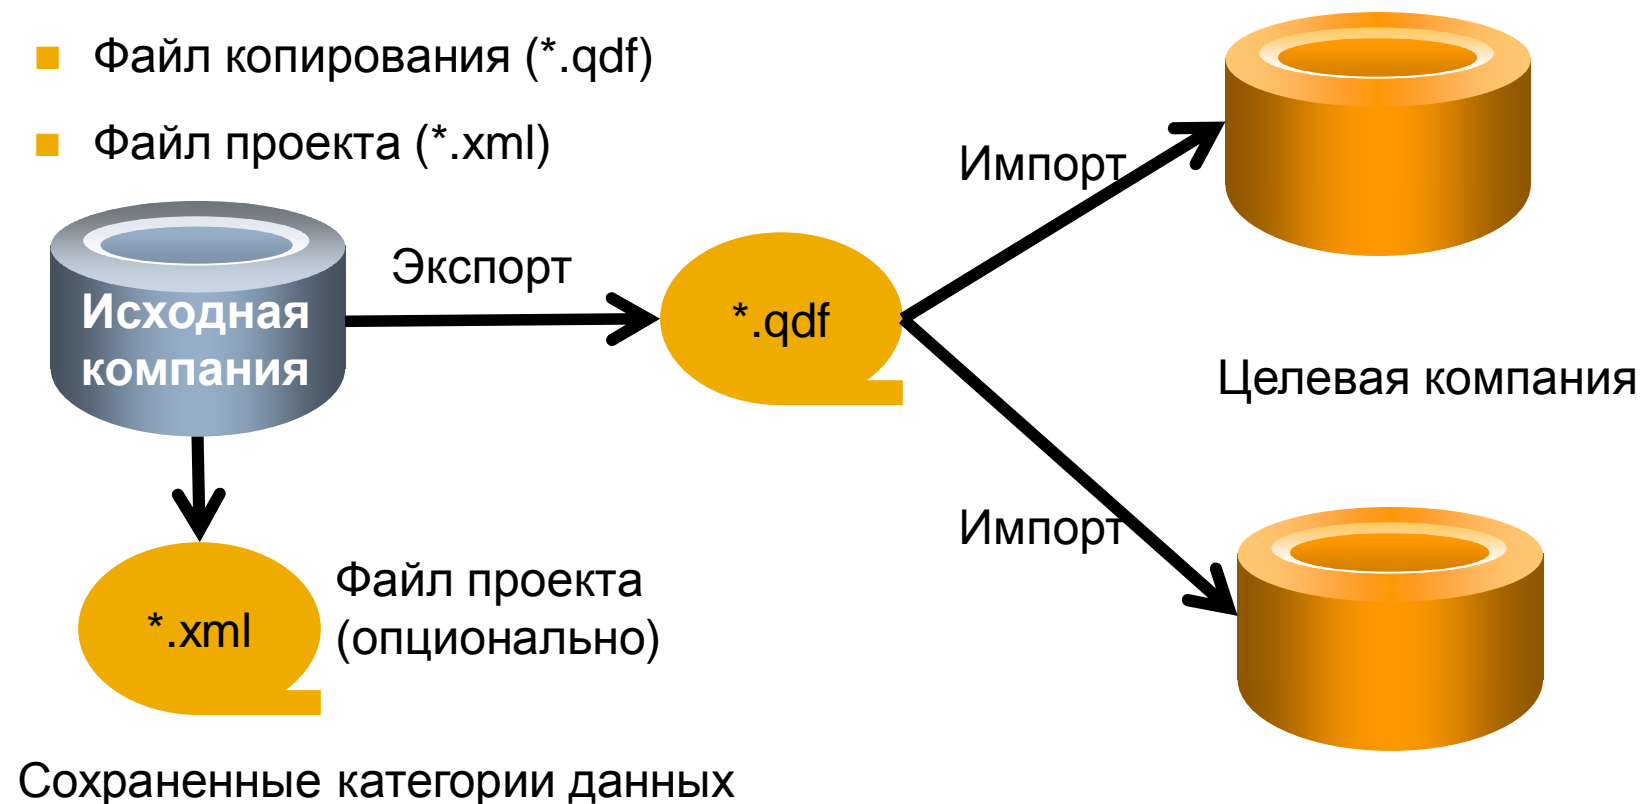 Файл копирования (*.qdf)
Файл проекта (*.xml)
Импорт
Экспорт
Исходная
компания
*.qdf
Целевая компания
Импорт
Файл проекта
(опционально)
*.xml
Сохраненные категории данных